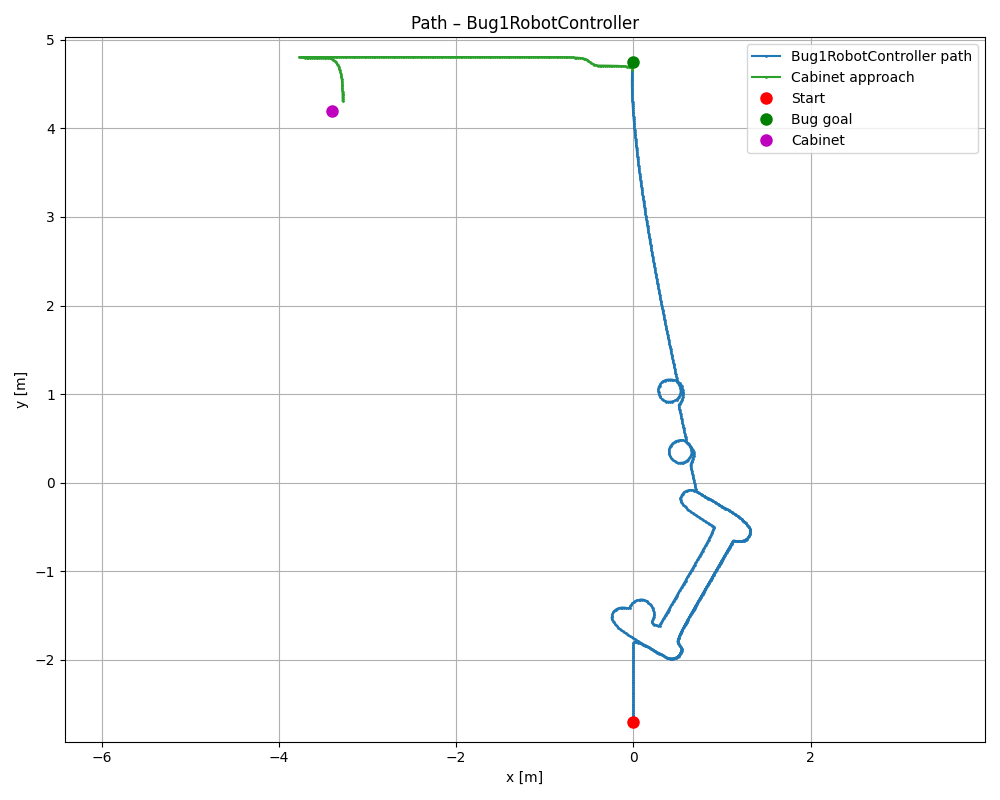 Path – Bug1RobotController
Bug1RobotController path
Cabinet approach
Start
Bug goal
Cabinet
y [m]
5
4
3
2
1
0
−1
−2
−6
−4
−2
0
2
x [m]